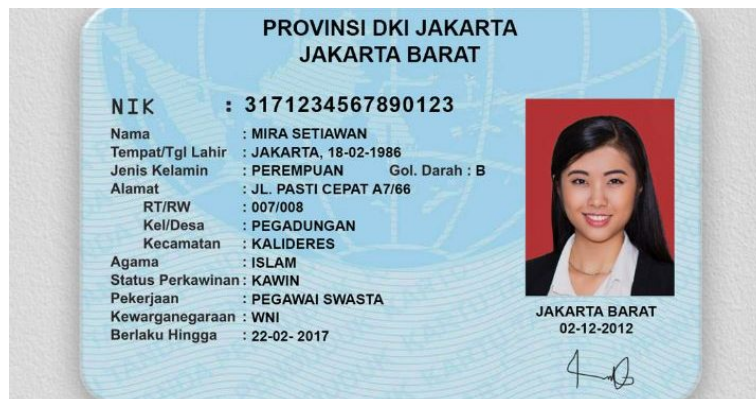 PROVINSI DKI JAKARTA
JAKARTA BARAT
NIK : 3171234567890123
Nama : MIRA SETIAWAN
Tempat/Tgl Lahir : JAKARTA, 18-02-1986
Jenis Kelamin : PEREMPUAN Gol. Darah : B
Alamat : JL. PASTI CEPAT A7/66
RT/RW : 007/008
Kel/Desa : PEGADUNGAN
Kecamatan : KALIDERES
Agama : ISLAM
Status Perkawinan : KAWIN
Pekerjaan : PEGAWAI SWASTA
Kewarganegaraan : WNI
Berlaku Hingga : 22-02- 2017
JAKARTA BARAT
02-12-2012